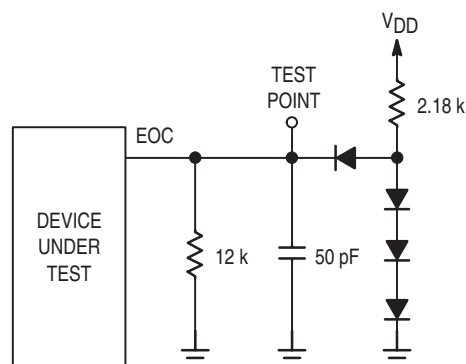 VDD
TEST
POINT
2.18 k
EOC
DEVICE
UNDER
TEST
12 k
50 pF